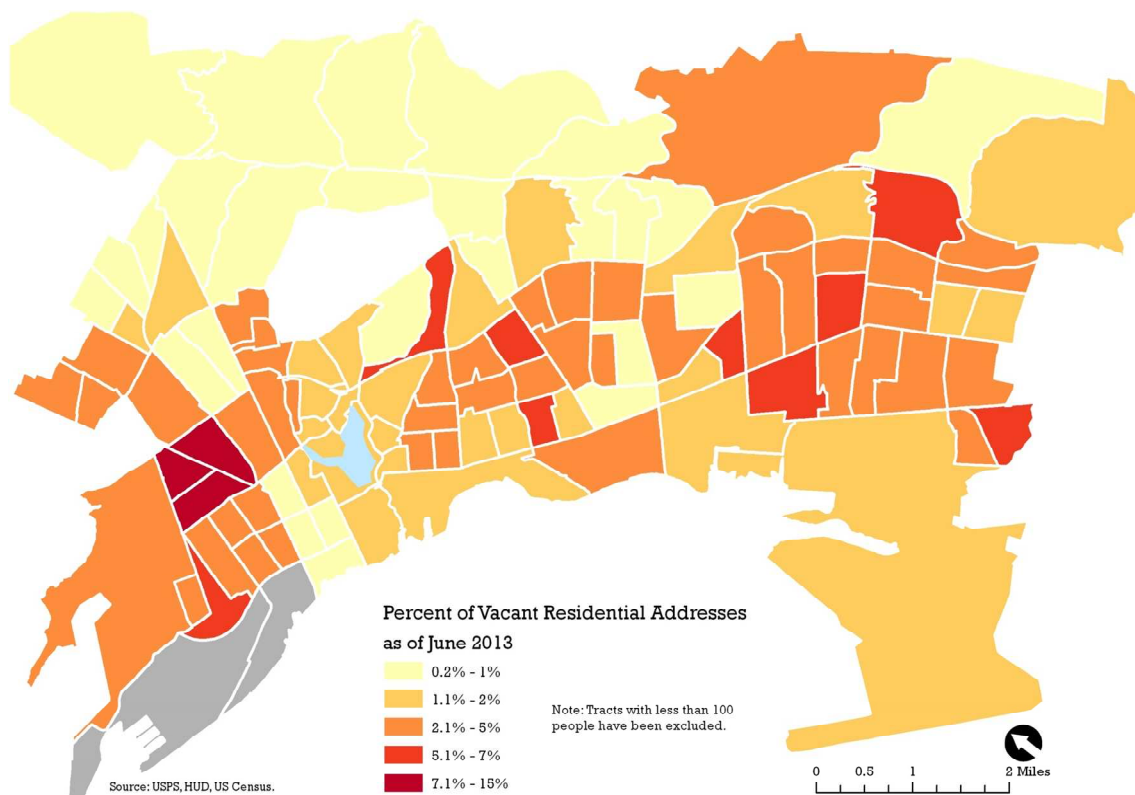 Percent of Vacant Residential Addresses
as of June 2013
0.2% - 1%
1.1% - 2%
2.1% - 5%
5.1% - 7%
7.1% - 15%
Note: Tracts with less than 100
people have been excluded.
Source: USPS, HUD, US Census.
0 0.5 1 2 Miles